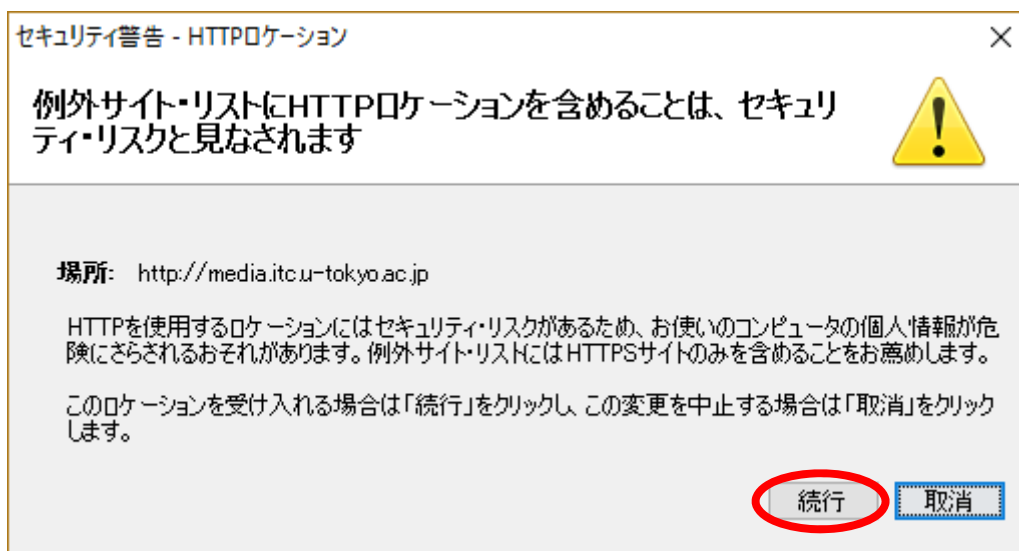 セキュリティ警告 - HTTPロケーション
例外サイト・リストにHTTPロケーションを含めることは、セキュリ
ティ・リスクと見なされます
場所: http://media.itc.u-tokyo.ac.jp
HTTPを使用するロケーションにはセキュリティ・リスクがあるため、お使いのコンピュータの個人情報が危
険にさらされるおそれがあります。例外サイト・リストにはHTTPSサイトのみを含めることをお薦めします。
このロケーションを受け入れる場合は「続行」をクリックし、この変更を中止する場合は「取消」をクリック
します。
続行 取消